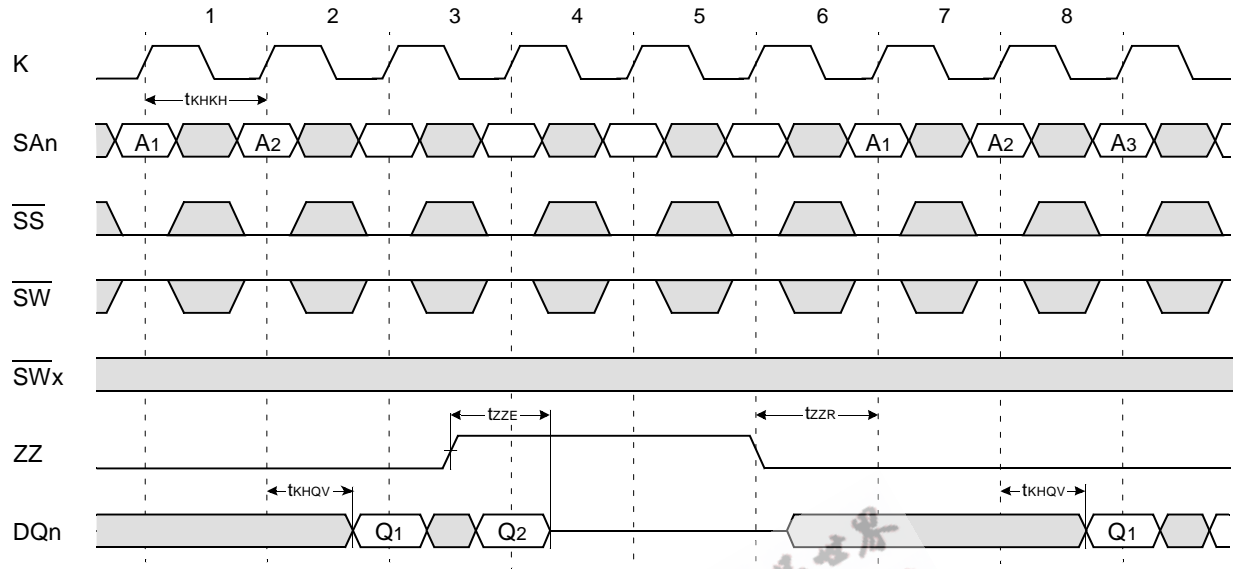 1 2 3 4 5 6 7 8
K
tKHKH
SAn A1 A2 A1 A2 A3
SS
SW
SWx
tZZE tZZR
ZZ
tKHQV tKHQV
DQn Q1 Q2 Q1